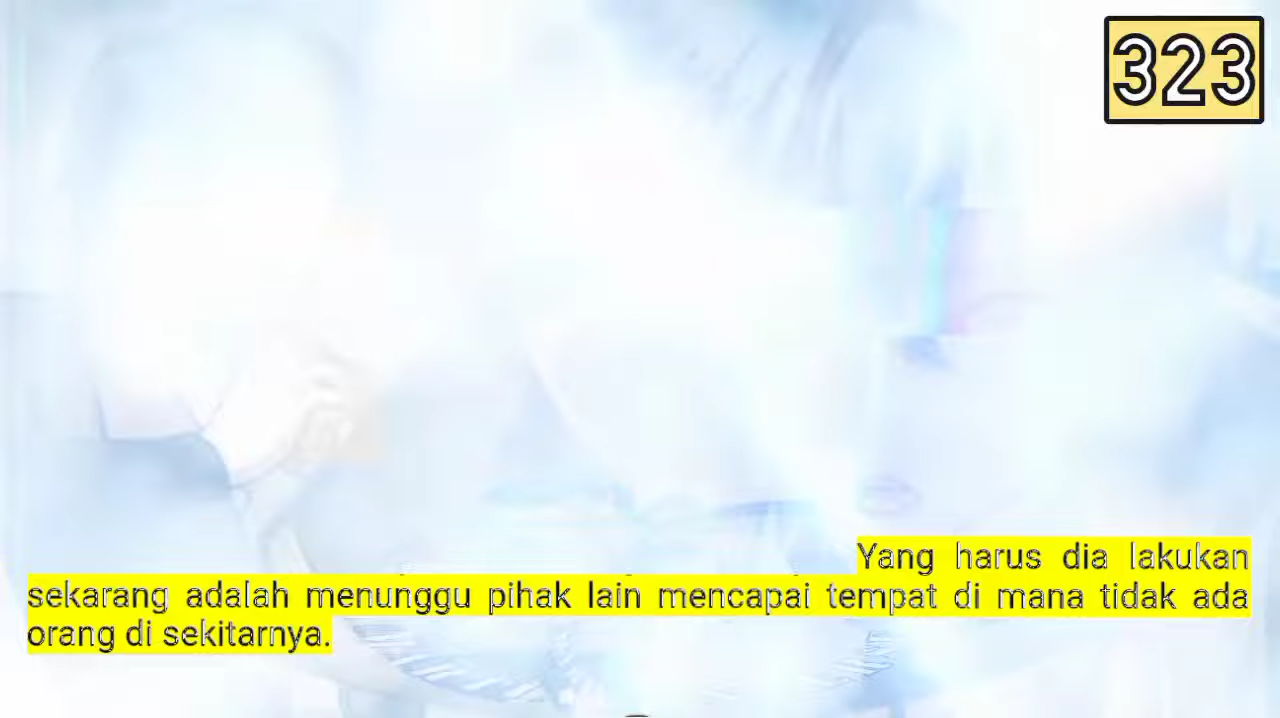 323
Yang harus dia lakukan
sekarang adalah menunggu pihak lain mencapai tempat di mana tidak ada
orang di sekitarnya.